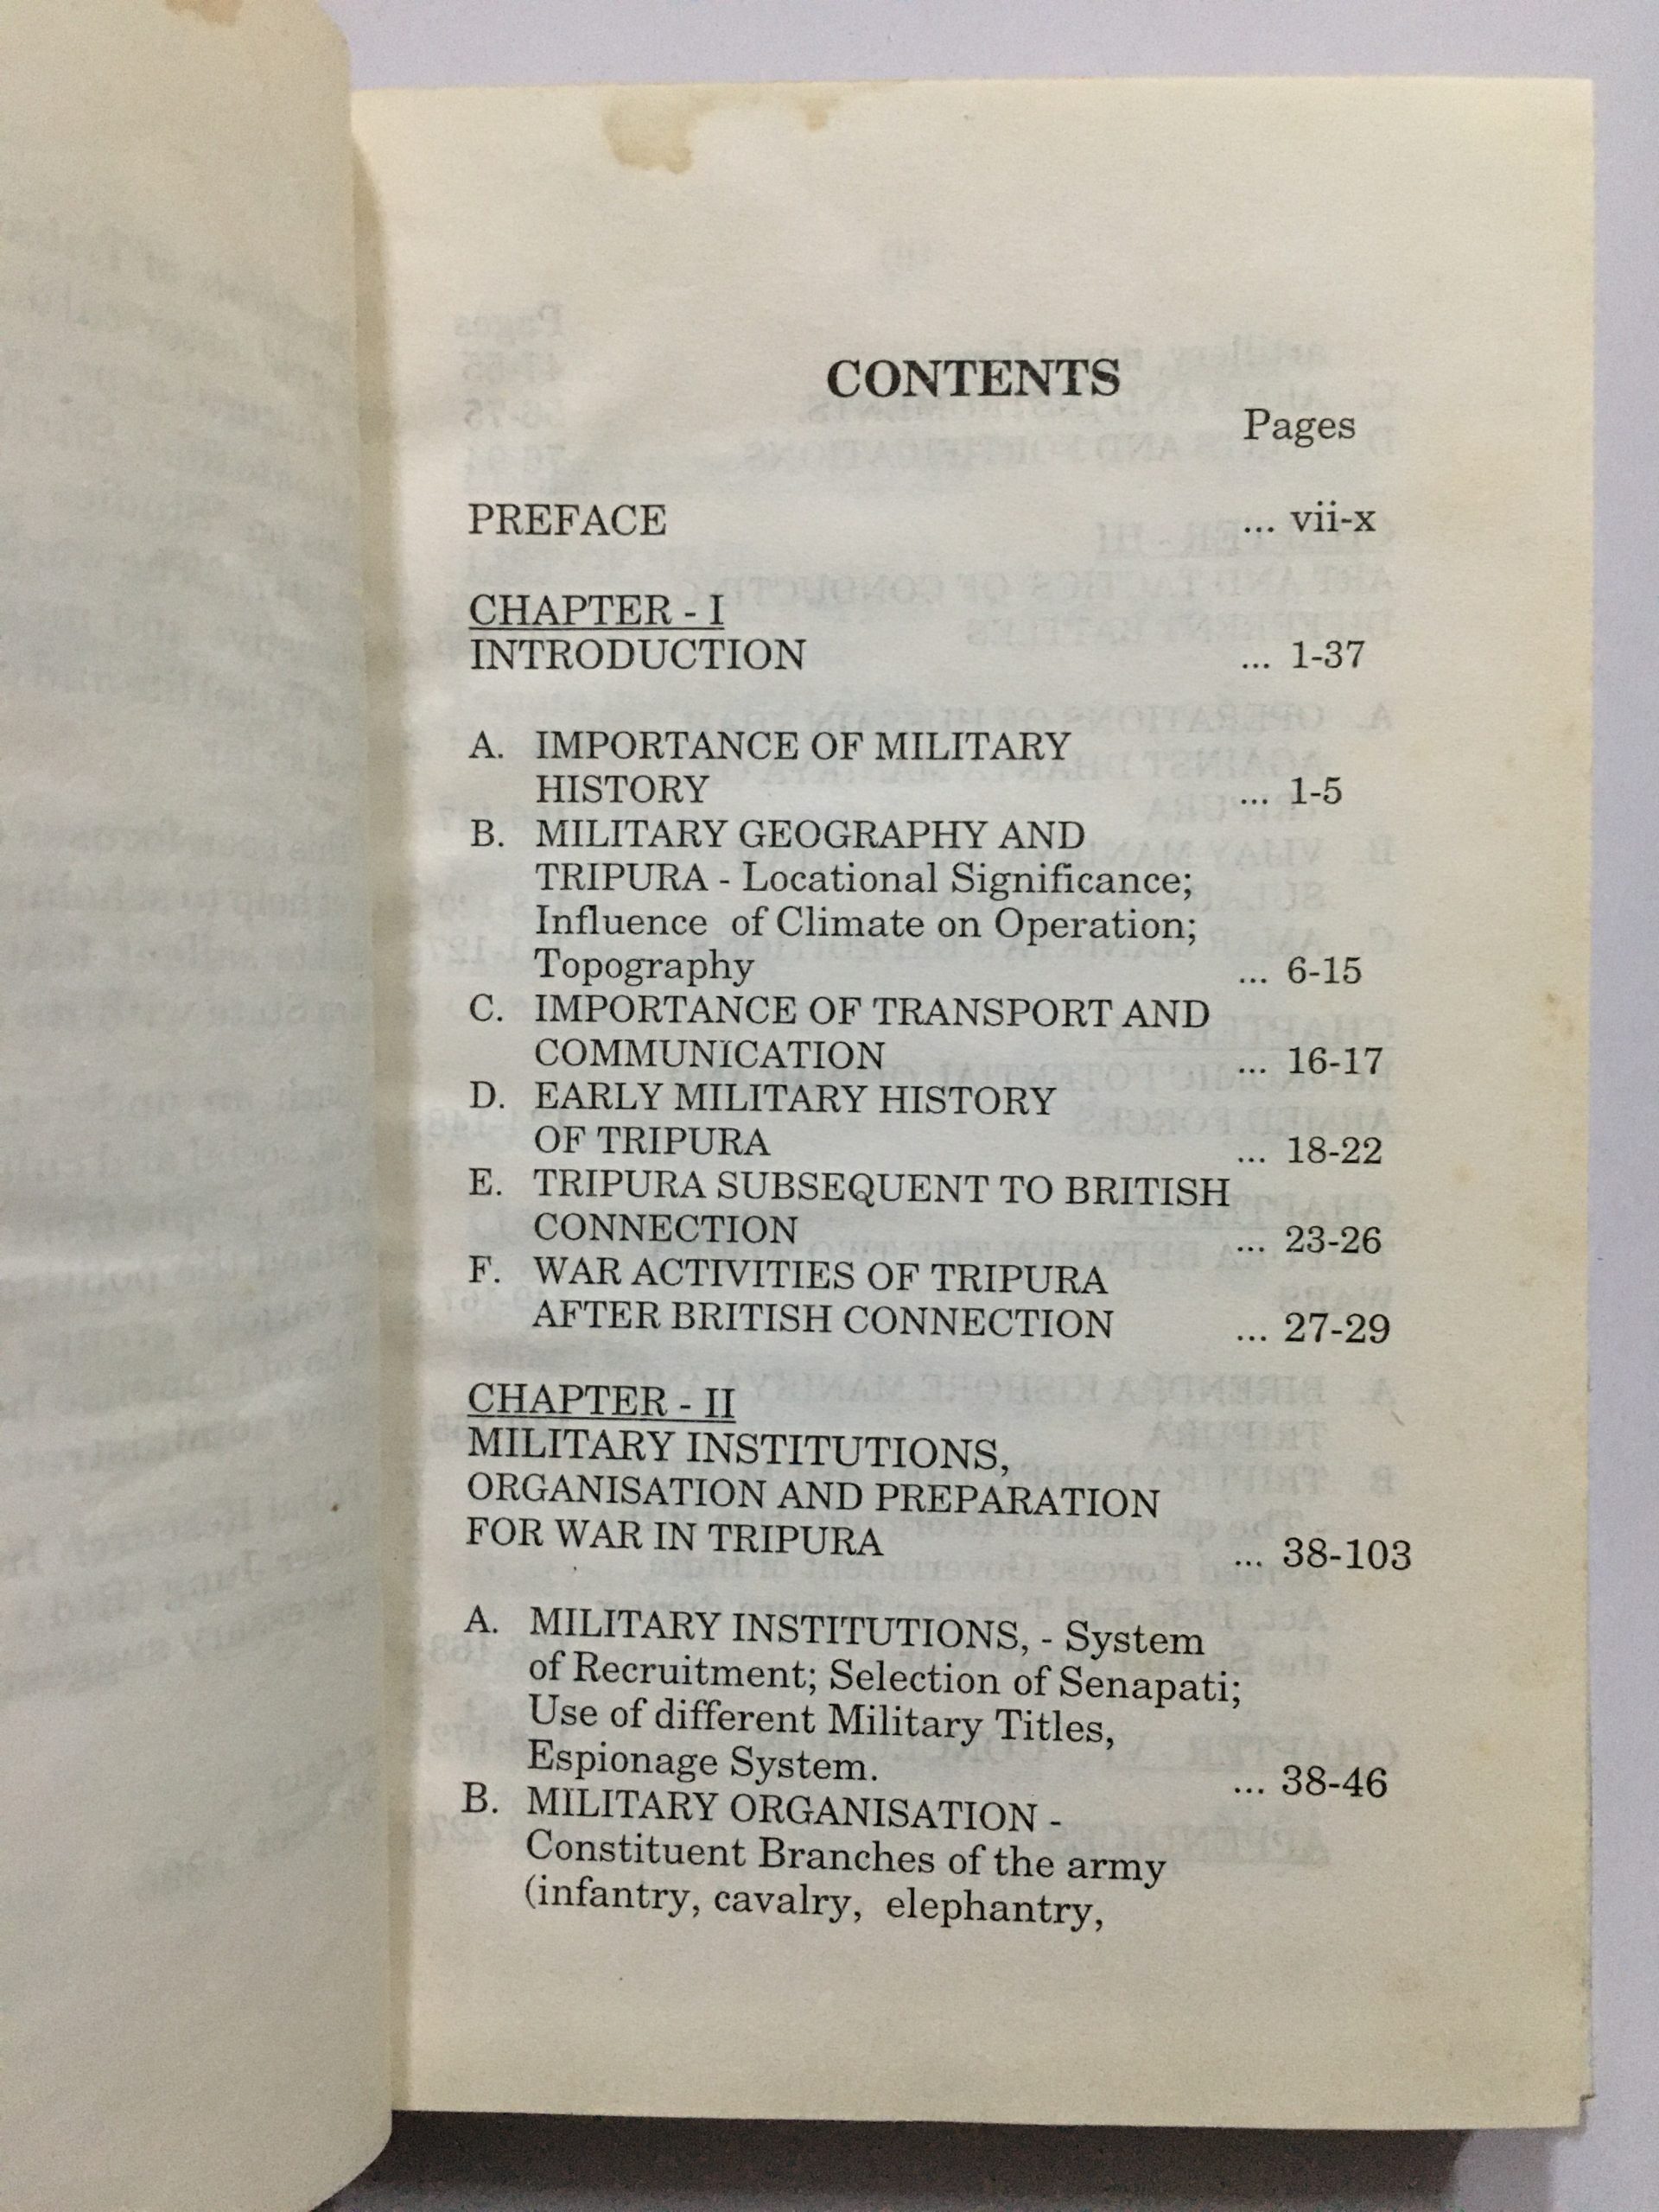 CONTENTS
Pages
PREFACE ... vii-x
CHAPTER - I
INTRODUCTION ... 1-37
A. IMPORTANCE OF MILITARY
HISTORY ... 1-5
B. MILITARY GEOGRAPHY AND
TRIPURA - Locational Significance;
Influence of Climate on Operation;
Topography ... 6-15
C. IMPORTANCE OF TRANSPORT AND
COMMUNICATION ... 16-17
D. EARLY MILITARY HISTORY
OF TRIPURA ... 18-22
E. TRIPURA SUBSEQUENT TO BRITISH
CONNECTION ... 23-26
F. WAR ACTIVITIES OF TRIPURA
AFTER BRITISH CONNECTION ... 27-29
CHAPTER - II
MILITARY INSTITUTIONS,
ORGANISATION AND PREPARATION
FOR WAR IN TRIPURA ... 38-103
A. MILITARY INSTITUTIONS, - System
of Recruitment; Selection of Senapati;
Use of different Military Titles,
Espionage System. ... 38-46
B. MILITARY ORGANISATION -
Constituent Branches of the army
(infantry, cavalry, elephantry,